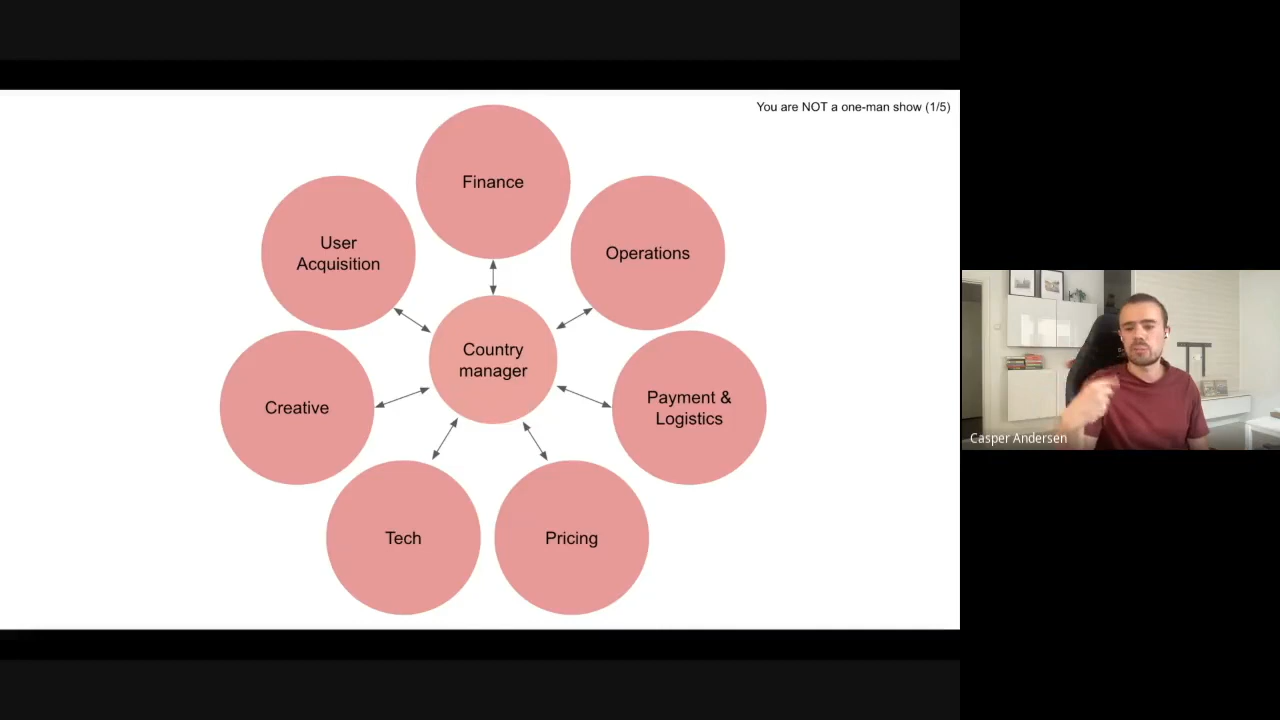 You are NOT a one-man show (1/5)
Finance
User
Acquisition
Operations
Country
manager
Creative
Payment &
Logistics
Tech
Pricing
Casper Andersen